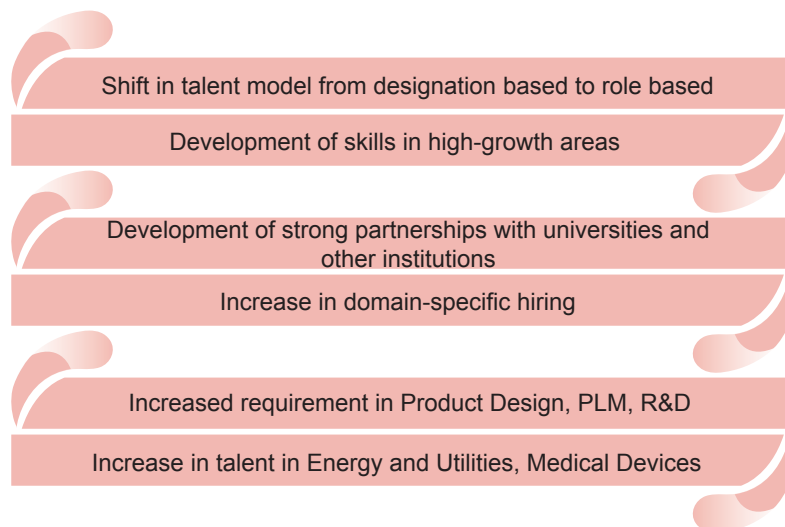 Shift in talent model from designation based to role based
Development of skills in high-growth areas
Development of strong partnerships with universities and
other institutions
Increase in domain-specific hiring
Increased requirement in Product Design, PLM, R&D
Increase in talent in Energy and Utilities, Medical Devices